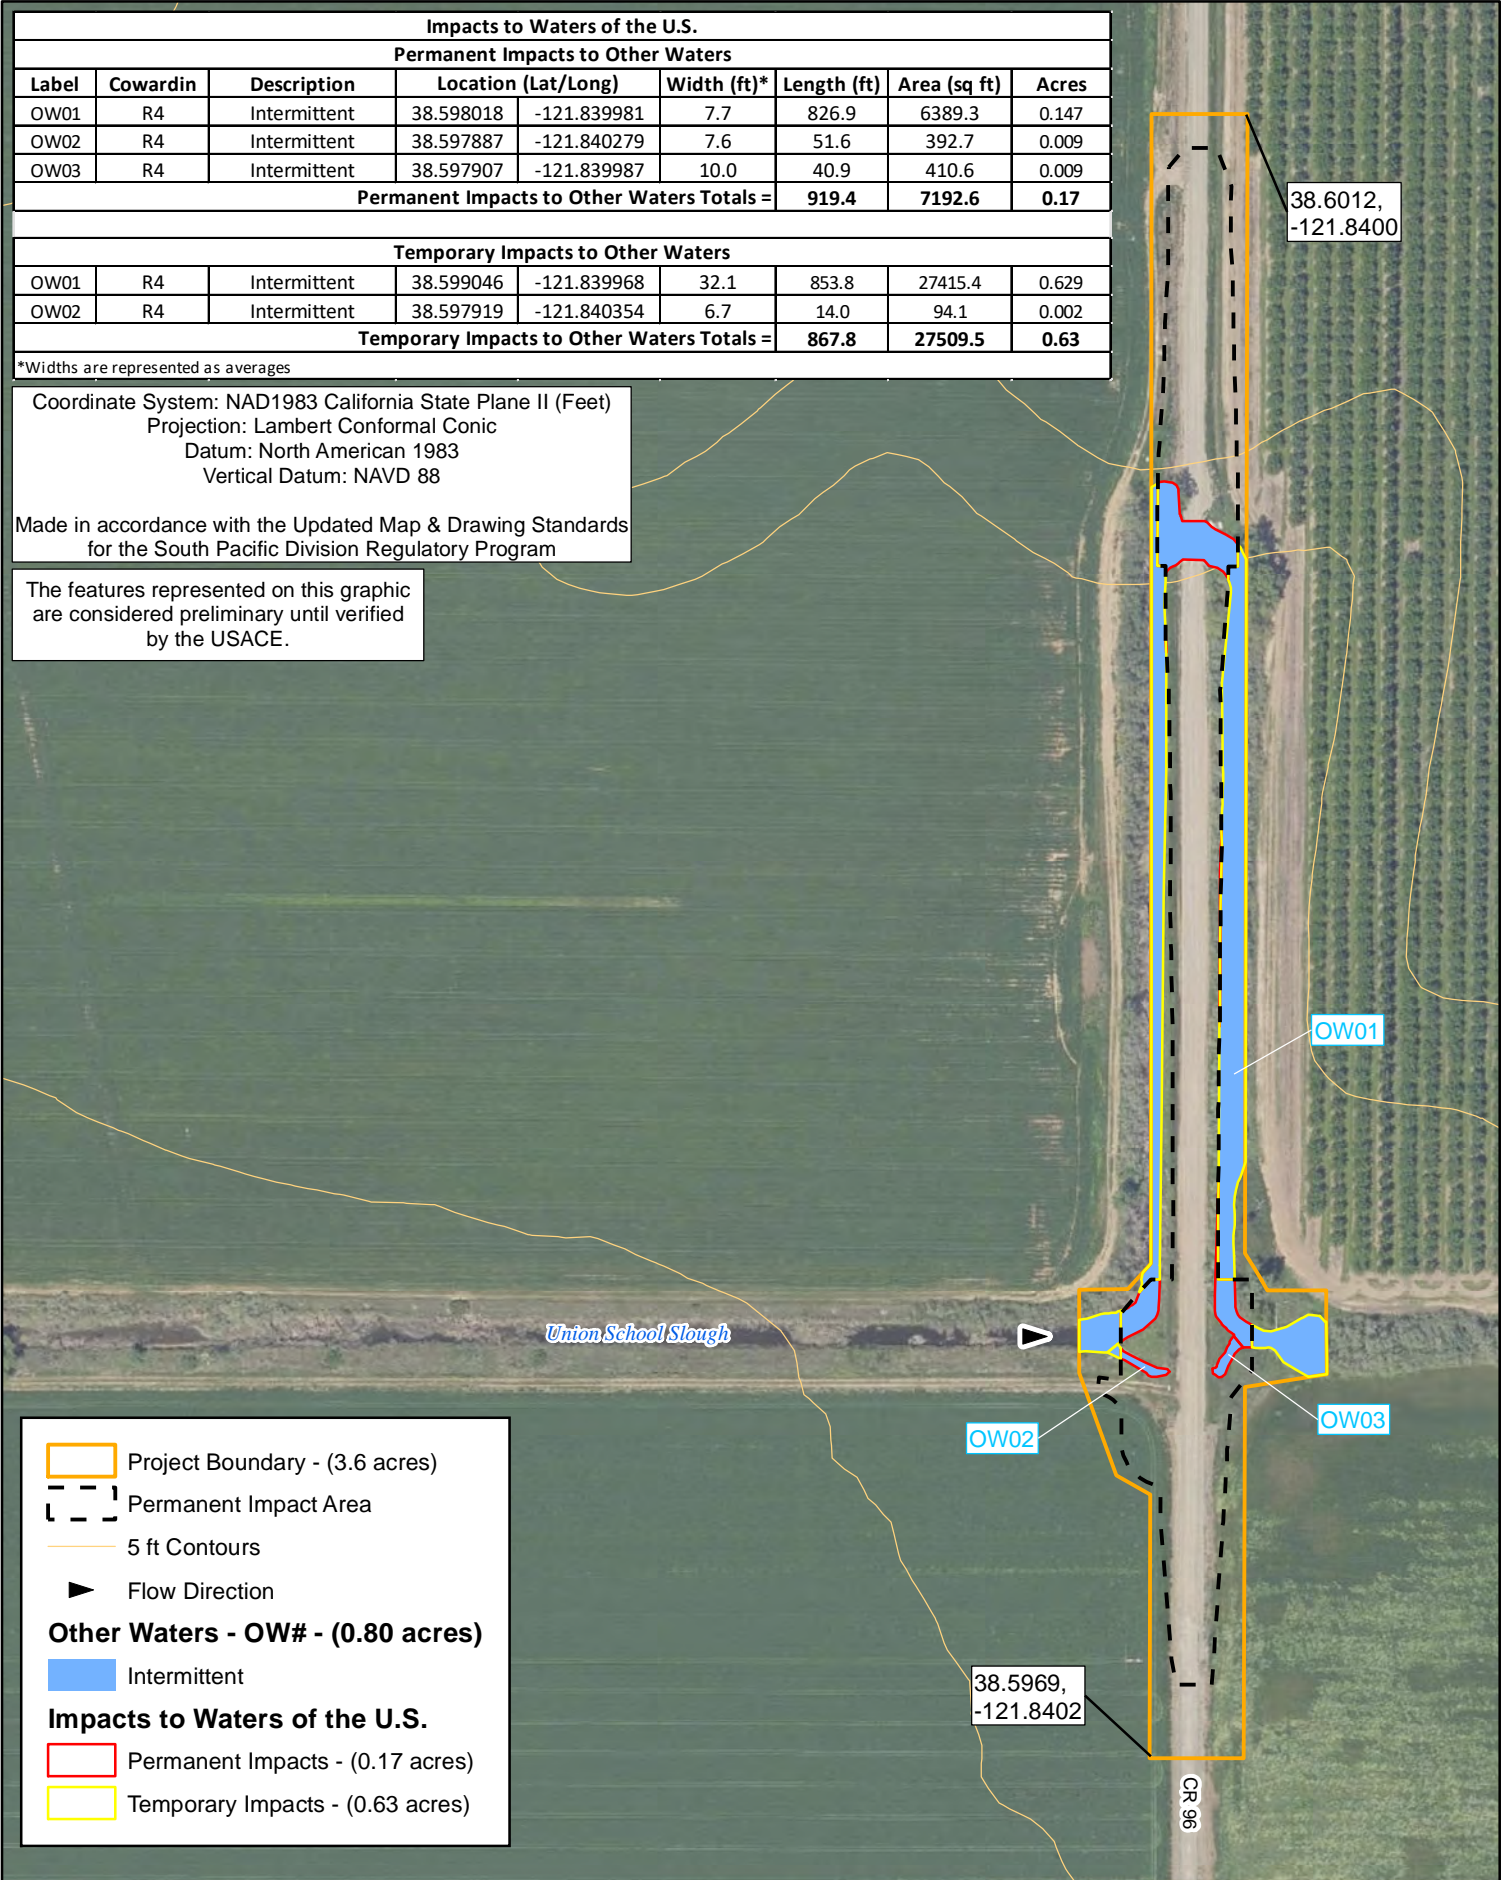 Impacts to Waters of the U.S.
Permanent Impacts to Other Waters
Label Cowardin Description Location (Lat/Long) Width (ft)* Length (ft) Area (sq ft) Acres
OW01 R4 Intermittent 38.598018 -121.839981 7.7 826.9 6389.3 0.147
OW02 R4 Intermittent 38.597887 -121.840279 7.6 51.6 392.7 0.009
OW03 R4 Intermittent 38.597907 -121.839987 10.0 40.9 410.6 0.009
Permanent Impacts to Other Waters Totals = 919.4 7192.6 0.17
Temporary Impacts to Other Waters
OW01 R4 Intermittent 38.599046 -121.839968 32.1 853.8 27415.4 0.629
OW02 R4 Intermittent 38.597919 -121.840354 6.7 14.0 94.1 0.002
Temporary Impacts to Other Waters Totals = 867.8 27509.5 0.63
*Widths are represented as averages
Coordinate System: NAD1983 California State Plane II (Feet)
Projection: Lambert Conformal Conic
Datum: North American 1983
Vertical Datum: NAVD 88
Made in accordance with the Updated Map & Drawing Standards
for the South Pacific Division Regulatory Program
The features represented on this graphic
are considered preliminary until verified
by the USACE.
38.6012,
-121.8400
OW01
Union School Slough
OW02
OW03
38.5969,
-121.8402
CR 96
Project Boundary - (3.6 acres)
Permanent Impact Area
5 ft Contours
Flow Direction
Other Waters - OW# - (0.80 acres)
Intermittent
Impacts to Waters of the U.S.
Permanent Impacts - (0.17 acres)
Temporary Impacts - (0.63 acres)